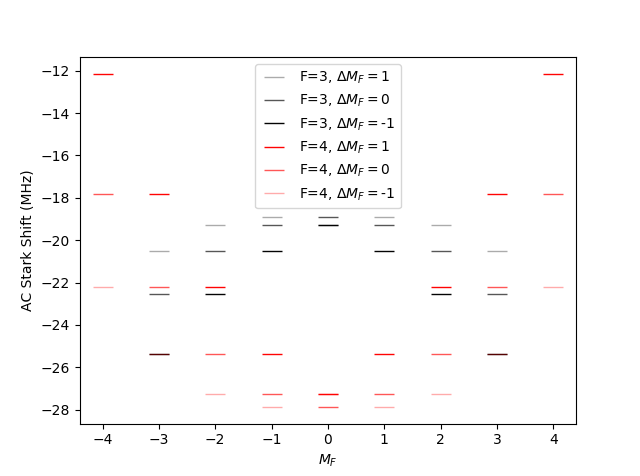 −12
−14
−16
−18
−20
−22
−24
−26
−28
AC Stark Shift (MHz)
F=3, ΔM_F = 1
F=3, ΔM_F = 0
F=3, ΔM_F = -1
F=4, ΔM_F = 1
F=4, ΔM_F = 0
F=4, ΔM_F = -1
−4 −3 −2 −1 0 1 2 3 4
M_F